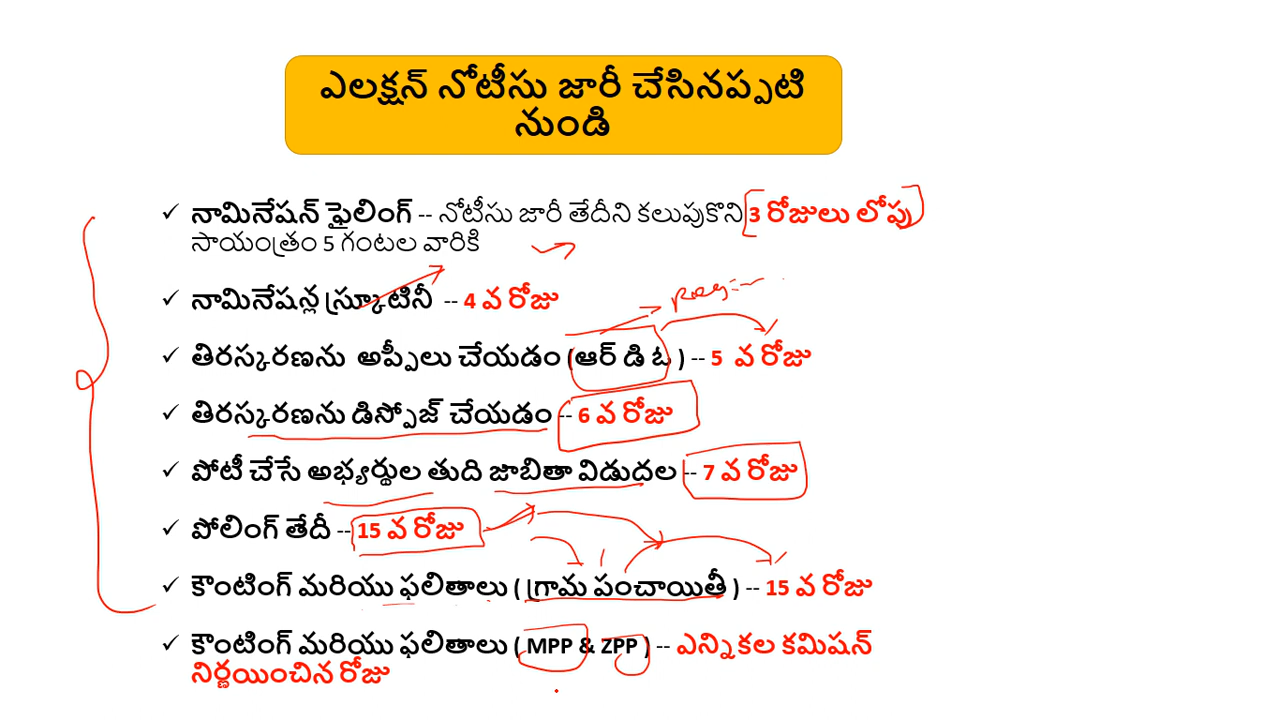 ఎలక్షన్ నోటీసు జారీ చేసినప్పటి
నుండి
✓ నామినేషన్ ఫైలింగ్ -- నోటీసు జారీ తేదీని కలుపుకొని 3 రోజులు లోపు
సాయంత్రం 5 గంటల వారికి
✓ నామినేషన్ల స్క్రూటినీ -- 4 వ రోజు
✓ తిరస్కరణను అప్పీలు చేయడం (ఆర్ డి ఓ ) -- 5 వ రోజు
✓ తిరస్కరణను డిస్పోజ్ చేయడం -- 6 వ రోజు
✓ పోటీ చేసే అభ్యర్థుల తుది జాబితా విడుదల -- 7 వ రోజు
✓ పోలింగ్ తేదీ -- 15 వ రోజు
✓ కౌంటింగ్ మరియు ఫలితాలు ( గ్రామ పంచాయితీ ) -- 15 వ రోజు
✓ కౌంటింగ్ మరియు ఫలితాలు ( MPP & ZPP ) -- ఎన్నికల కమిషన్
నిర్ణయించిన రోజు